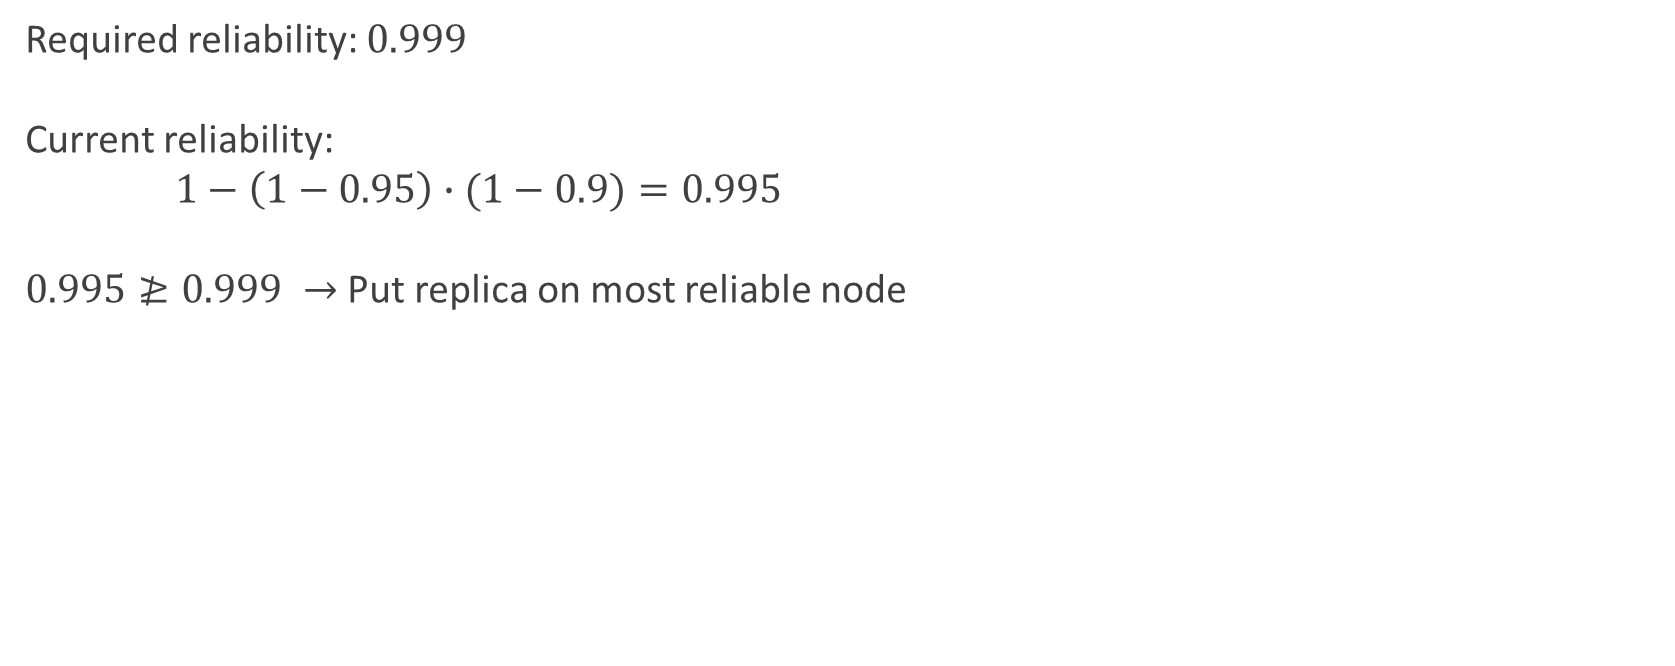 Required reliability: 0.999
Current reliability:
1 − (1 − 0.95) · (1 − 0.9) = 0.995
0.995 ≱ 0.999 → Put replica on most reliable node